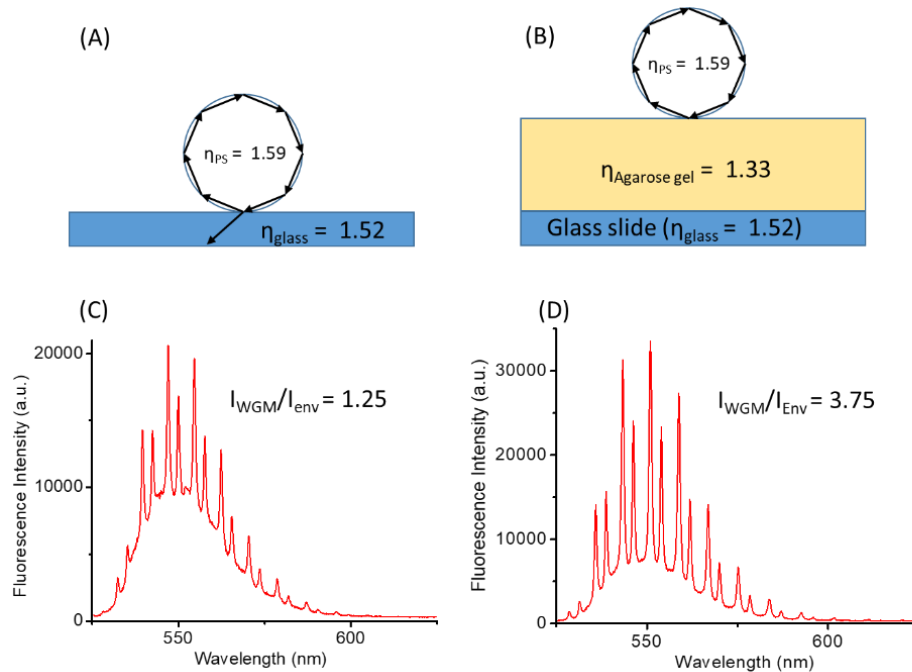 (A)
ηPS = 1.59
ηglass = 1.52
(B)
ηPS = 1.59
ηAgarose gel = 1.33
Glass slide (ηglass = 1.52)
(C)
Fluorescence Intensity (a.u.)
20000
10000
0
IWGM/Ienv = 1.25
550
600
Wavelength (nm)
(D)
Fluorescence Intensity (a.u.)
30000
20000
10000
0
IWGM/IEnv = 3.75
550
600
Wavelength (nm)